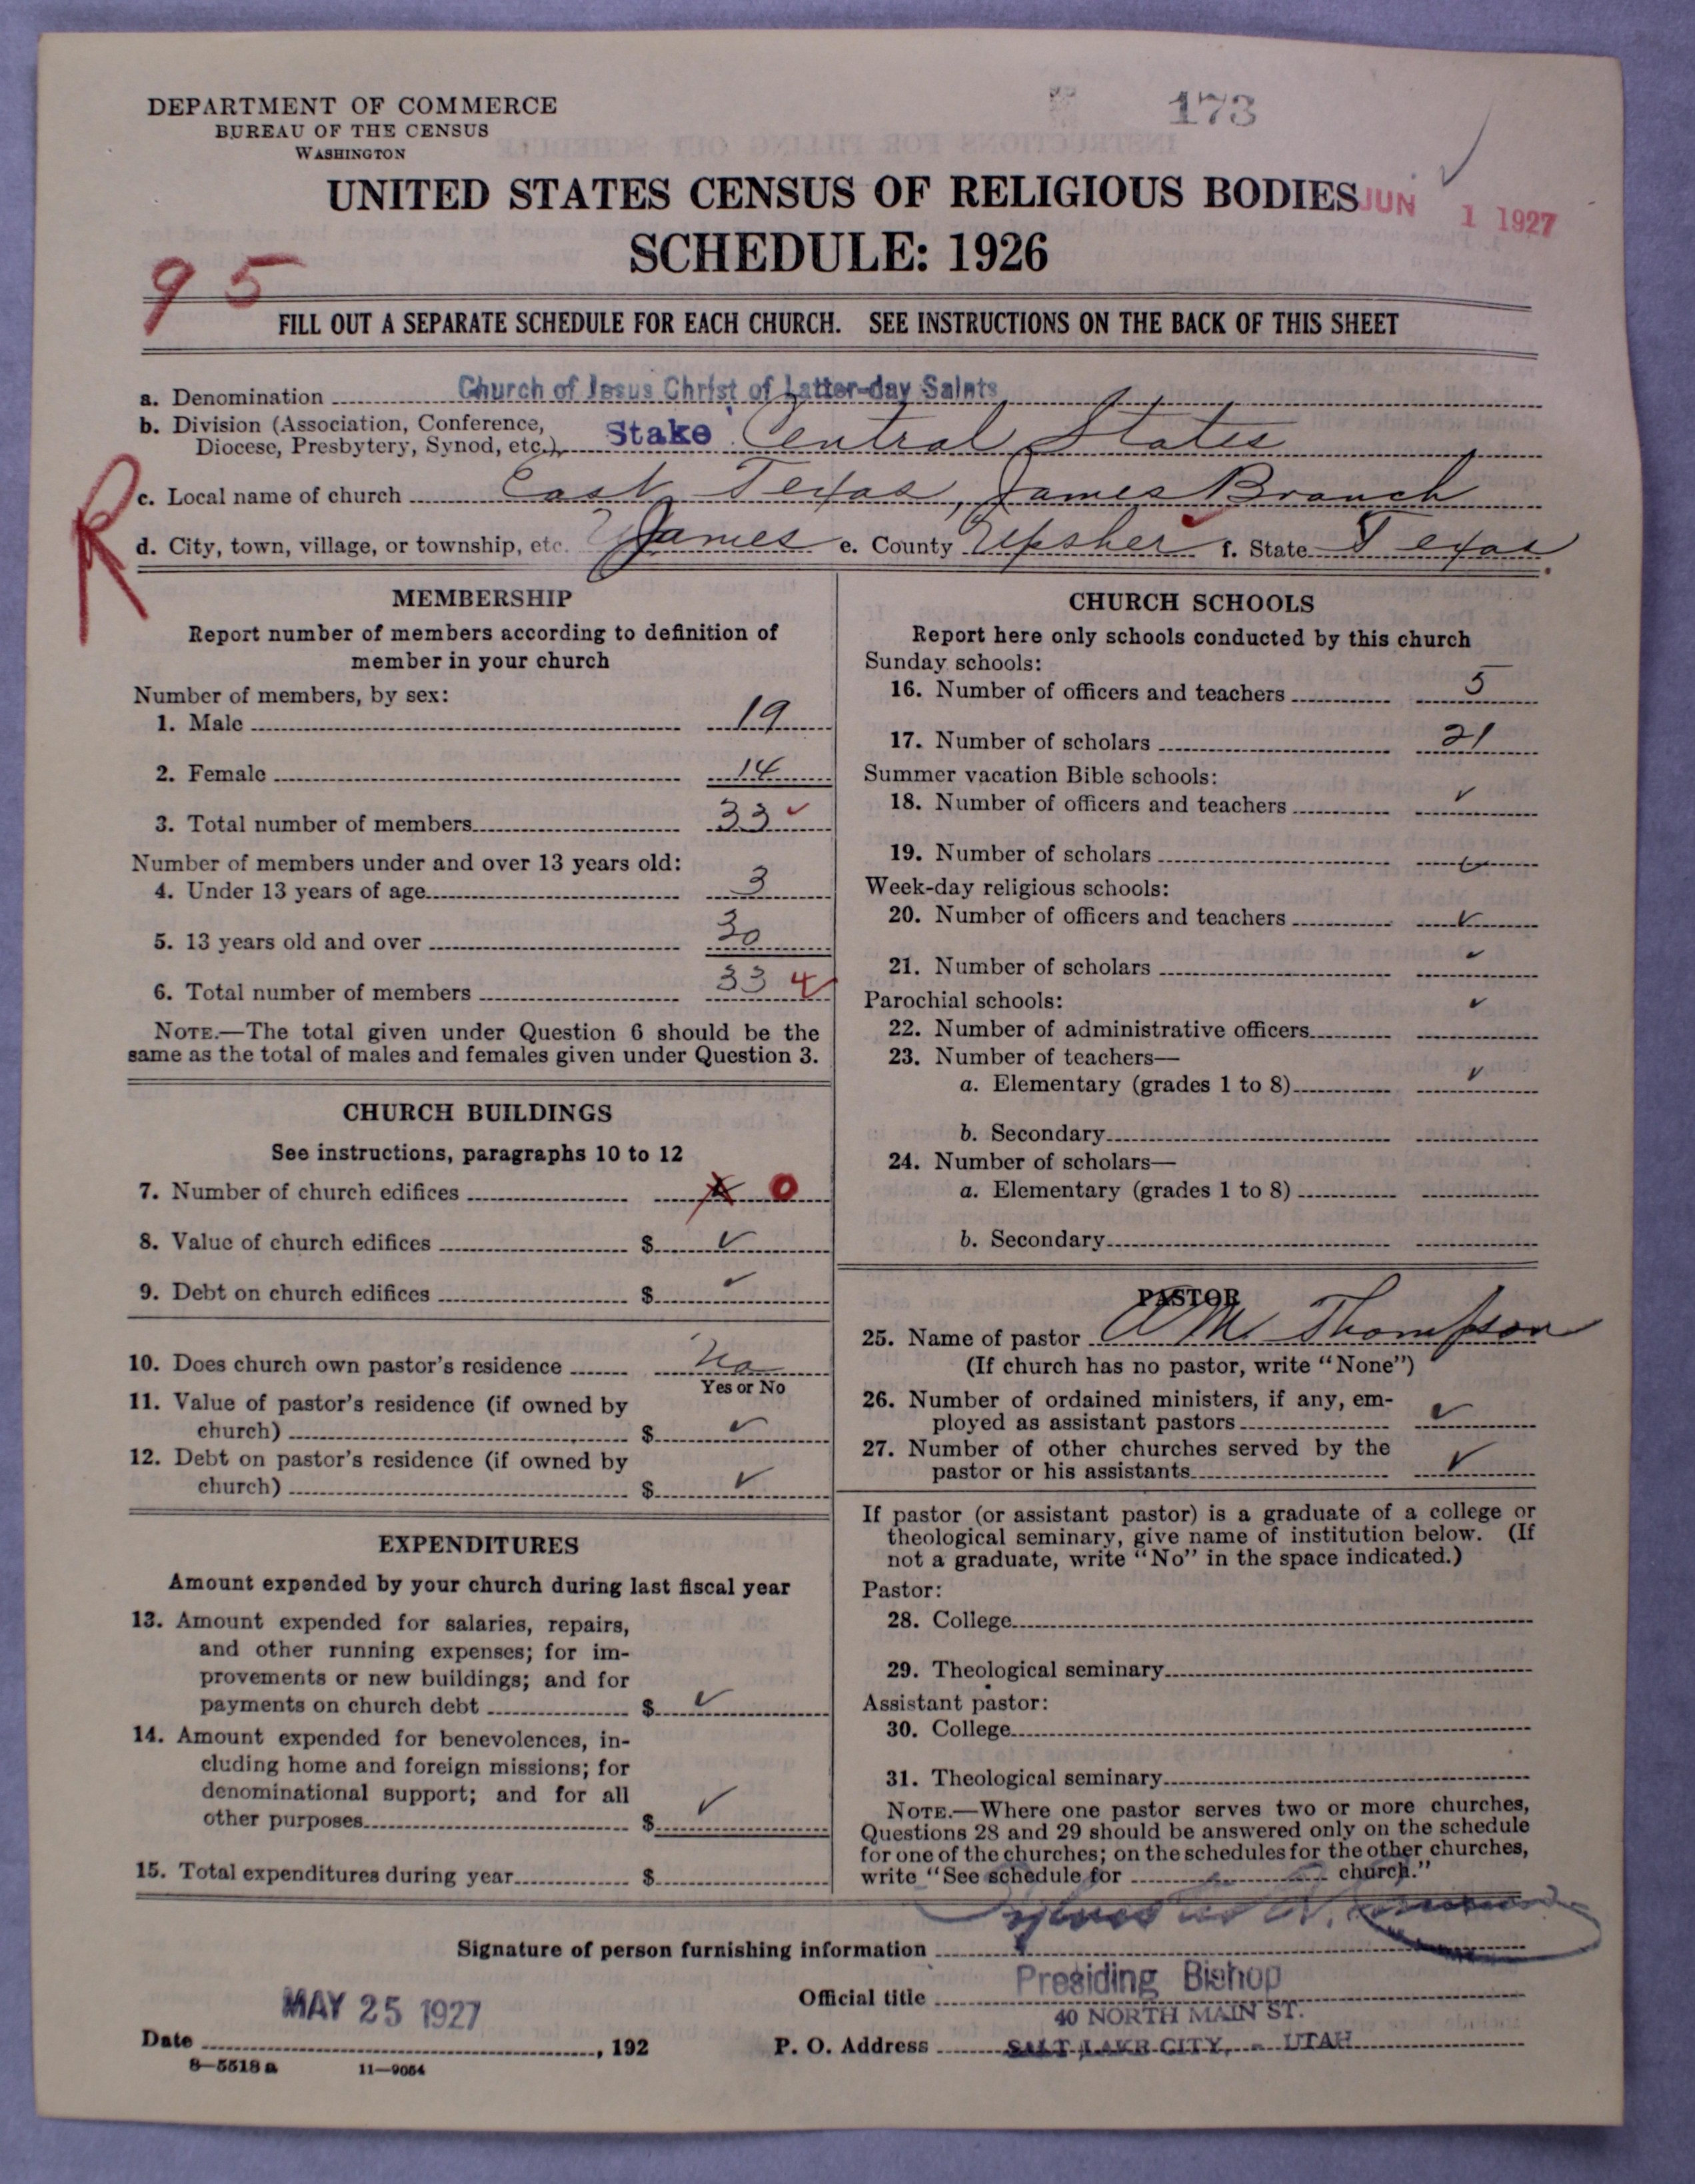 DEPARTMENT OF COMMERCE
BUREAU OF THE CENSUS
WASHINGTON
173
UNITED STATES CENSUS OF RELIGIOUS BODIES
JUN 1 1927
SCHEDULE: 1926
95
FILL OUT A SEPARATE SCHEDULE FOR EACH CHURCH. SEE INSTRUCTIONS ON THE BACK OF THIS SHEET
a. Denomination Church of Jesus Christ of Latter-day Saints
b. Division (Association, Conference,
Diocese, Presbytery, Synod, etc.) Stake Central States
R
c. Local name of church East Texas, James Branch
d. City, town, village, or township, etc. James e. County Upsher f. State Texas
MEMBERSHIP
Report number of members according to definition of
member in your church
Number of members, by sex:
1. Male 19
2. Female 14
3. Total number of members 33 ✓
Number of members under and over 13 years old:
4. Under 13 years of age 3
5. 13 years old and over 30
6. Total number of members 33 4
NOTE.—The total given under Question 6 should be the
same as the total of males and females given under Question 3.
CHURCH BUILDINGS
See instructions, paragraphs 10 to 12
7. Number of church edifices 0
8. Value of church edifices $ ✓
9. Debt on church edifices $ ✓
10. Does church own pastor's residence No
Yes or No
11. Value of pastor's residence (if owned by
church) $ ✓
12. Debt on pastor's residence (if owned by
church) $ ✓
EXPENDITURES
Amount expended by your church during last fiscal year
13. Amount expended for salaries, repairs,
and other running expenses; for im-
provements or new buildings; and for
payments on church debt $ ✓
14. Amount expended for benevolences, in-
cluding home and foreign missions; for
denominational support; and for all
other purposes $ ✓
15. Total expenditures during year $
CHURCH SCHOOLS
Report here only schools conducted by this church
Sunday schools:
16. Number of officers and teachers 5
17. Number of scholars 21
Summer vacation Bible schools:
18. Number of officers and teachers ✓
19. Number of scholars ✓
Week-day religious schools:
20. Number of officers and teachers ✓
21. Number of scholars ✓
Parochial schools:
22. Number of administrative officers ✓
23. Number of teachers—
a. Elementary (grades 1 to 8) ✓
b. Secondary
24. Number of scholars—
a. Elementary (grades 1 to 8)
b. Secondary
PASTOR
25. Name of pastor A M Thompson
(If church has no pastor, write "None")
26. Number of ordained ministers, if any, em-
ployed as assistant pastors ✓
27. Number of other churches served by the
pastor or his assistants ✓
If pastor (or assistant pastor) is a graduate of a college or
theological seminary, give name of institution below. (If
not a graduate, write "No" in the space indicated.)
Pastor:
28. College
29. Theological seminary
Assistant pastor:
30. College
31. Theological seminary
NOTE.—Where one pastor serves two or more churches,
Questions 28 and 29 should be answered only on the schedule
for one of the churches; on the schedules for the other churches,
write "See schedule for church."
Signature of person furnishing information
Official title Presiding Bishop
MAY 25 1927
40 NORTH MAIN ST.
Date , 192
P. O. Address SALT LAKE CITY, - UTAH
8—5518 a 11—9054